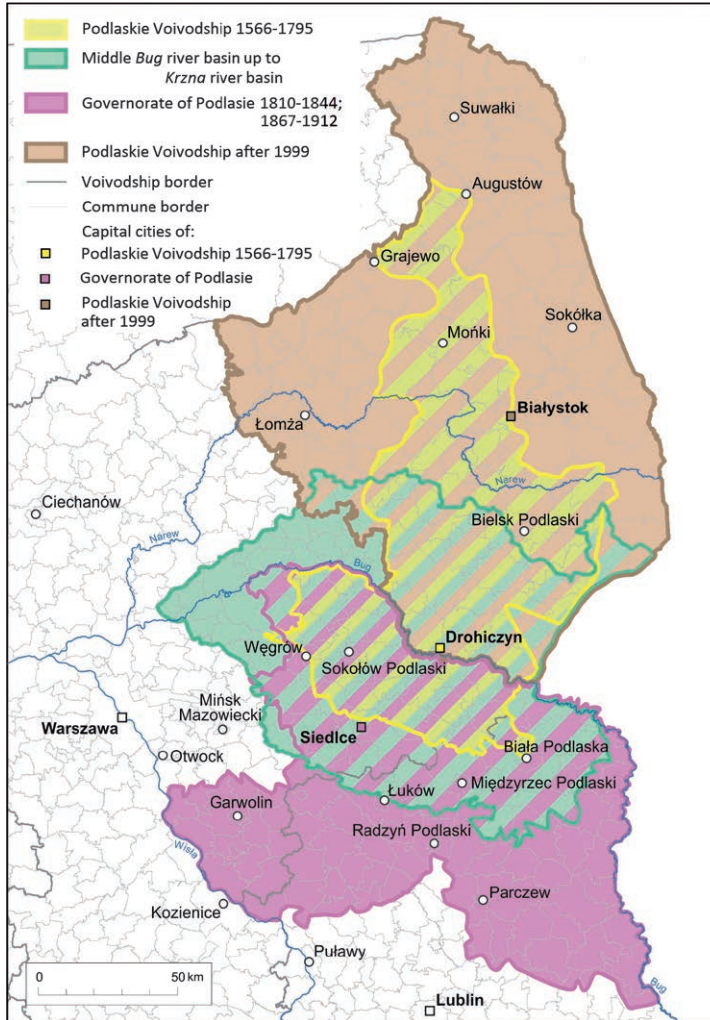 Podlaskie Voivodship 1566-1795
Middle Bug river basin up to
Krzna river basin
Governorate of Podlasie 1810-1844;
1867-1912
Podlaskie Voivodship after 1999
Voivodship border
Commune border
Capital cities of:
Podlaskie Voivodship 1566-1795
Governorate of Podlasie
Podlaskie Voivodship
after 1999
Suwałki
Augustów
Grajewo
Sokółka
Mońki
Białystok
Łomża
Narew
Ciechanów
Bielsk Podlaski
Narew
Bug
Drohiczyn
Węgrów
Sokołów Podlaski
Mińsk
Mazowiecki
Warszawa
Siedlce
Otwock
Biała Podlaska
Międzyrzec Podlaski
Łuków
Garwolin
Radzyń Podlaski
Wisła
Parczew
Kozienice
Puławy
0 50 km
Bug
Lublin